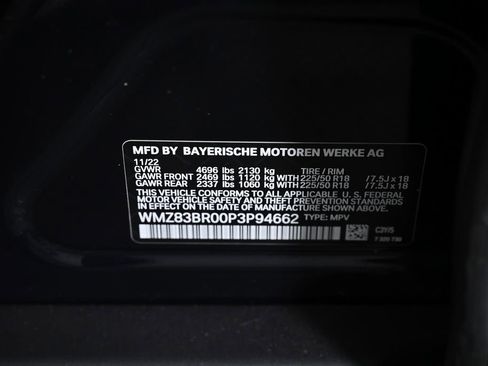 MFD BY BAYERISCHE MOTOREN WERKE AG
11/22
GVWR 4696 lbs 2130 kg TIRE / RIM
GAWR FRONT 2469 lbs 1120 kg WITH 225/50 R18 / 7.5J x 18
GAWR REAR 2337 lbs 1060 kg WITH 225/50 R18 / 7.5J x 18
THIS VEHICLE CONFORMS TO ALL APPLICABLE U. S. FEDERAL
MOTOR VEHICLE SAFETY, BUMPER, AND THEFT PREVENTION
STANDARDS IN EFFECT ON THE DATE OF MANUFACTURE SHOWN ABOVE.
WMZ83BR00P3P94662 TYPE: MPV
C3Y/5